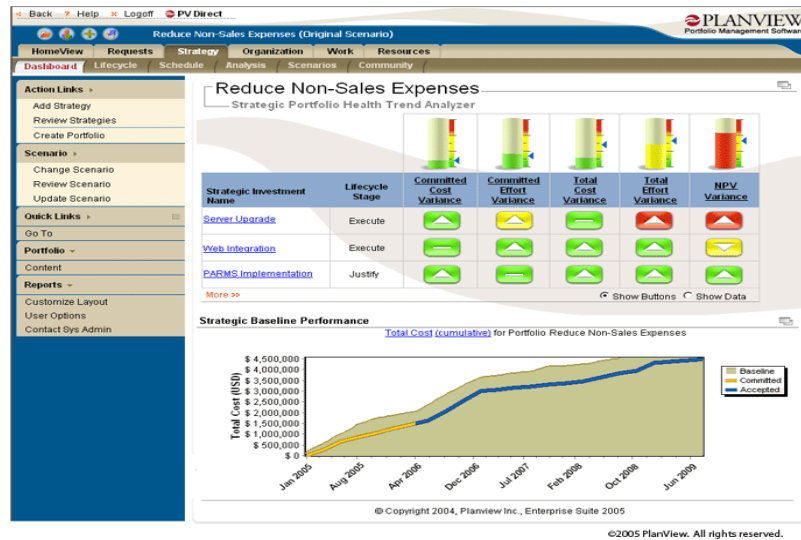 Back ? Help × Logoff PV Direct
PLANVIEW
Portfolio Management Software
Reduce Non-Sales Expenses (Original Scenario)
HomeView Requests Strategy Organization Work Resources
Dashboard Lifecycle Schedule Analysis Scenarios Community
Action Links
Add Strategy
Review Strategies
Create Portfolio
Scenario
Change Scenario
Review Scenario
Update Scenario
Quick Links
Go To
Portfolio
Content
Reports
Customize Layout
User Options
Contact Sys Admin
Reduce Non-Sales Expenses
Strategic Portfolio Health Trend Analyzer
Strategic Investment Name Lifecycle Stage Committed Cost Variance Committed Effort Variance Total Cost Variance Total Effort Variance NPV Variance
Server Upgrade Execute
Web Integration Execute
PARMS Implementation Justify
More »
Show Buttons Show Data
Strategic Baseline Performance
Total Cost (cumulative) for Portfolio Reduce Non-Sales Expenses
Total Cost (USD)
$ 4,500,000
$ 4,000,000
$ 3,500,000
$ 3,000,000
$ 2,500,000
$ 2,000,000
$ 1,500,000
$ 1,000,000
$ 500,000
$ 0
Jan 2005 Aug 2005 Apr 2006 Dec 2006 Jul 2007 Feb 2008 Oct 2008 Jun 2009
Baseline
Committed
Accepted
© Copyright 2004, Planview Inc., Enterprise Suite 2005
©2005 PlanView. All rights reserved.